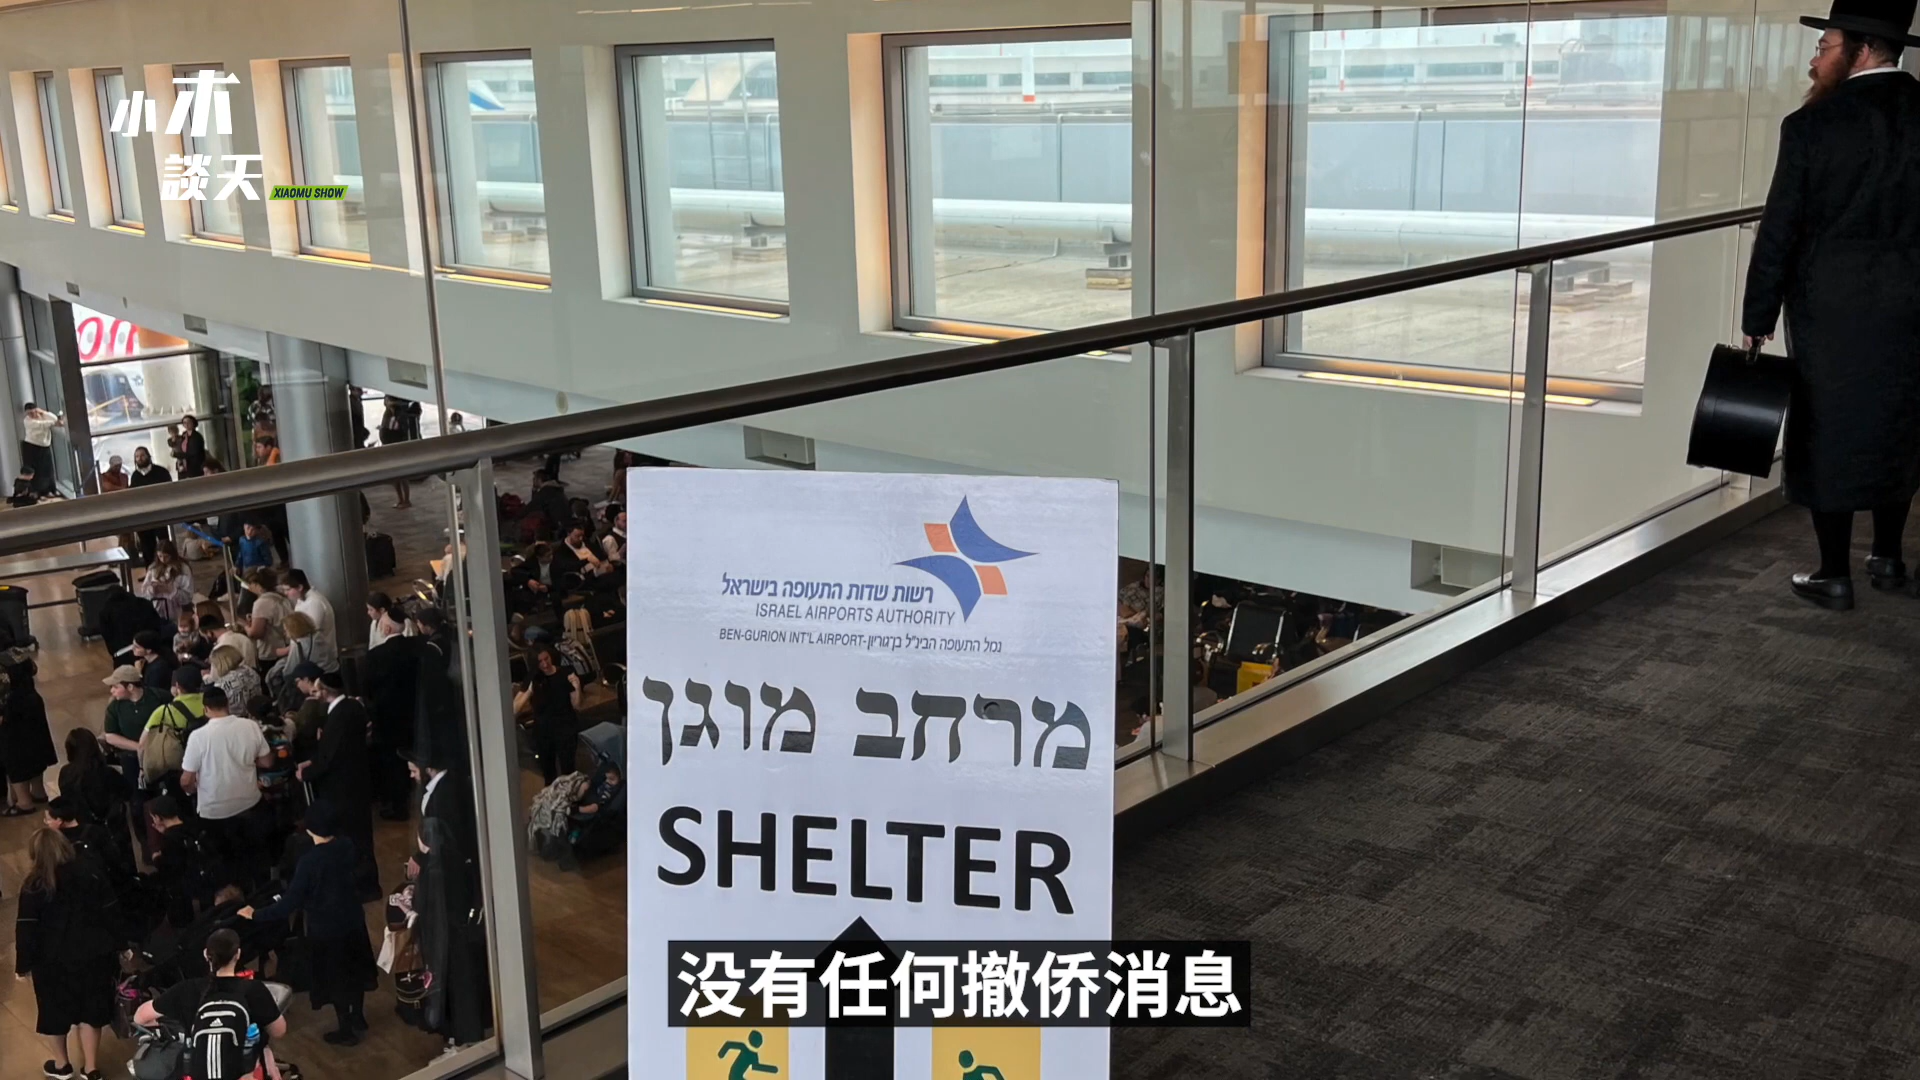 小木
談天
XIAOMU SHOW
רשות שדות התעופה בישראל
ISRAEL AIRPORTS AUTHORITY
BEN-GURION INT'L AIRPORT-נמל התעופה הבינ"ל בן־גוריון
מרחב מוגן
SHELTER
没有任何撤侨消息